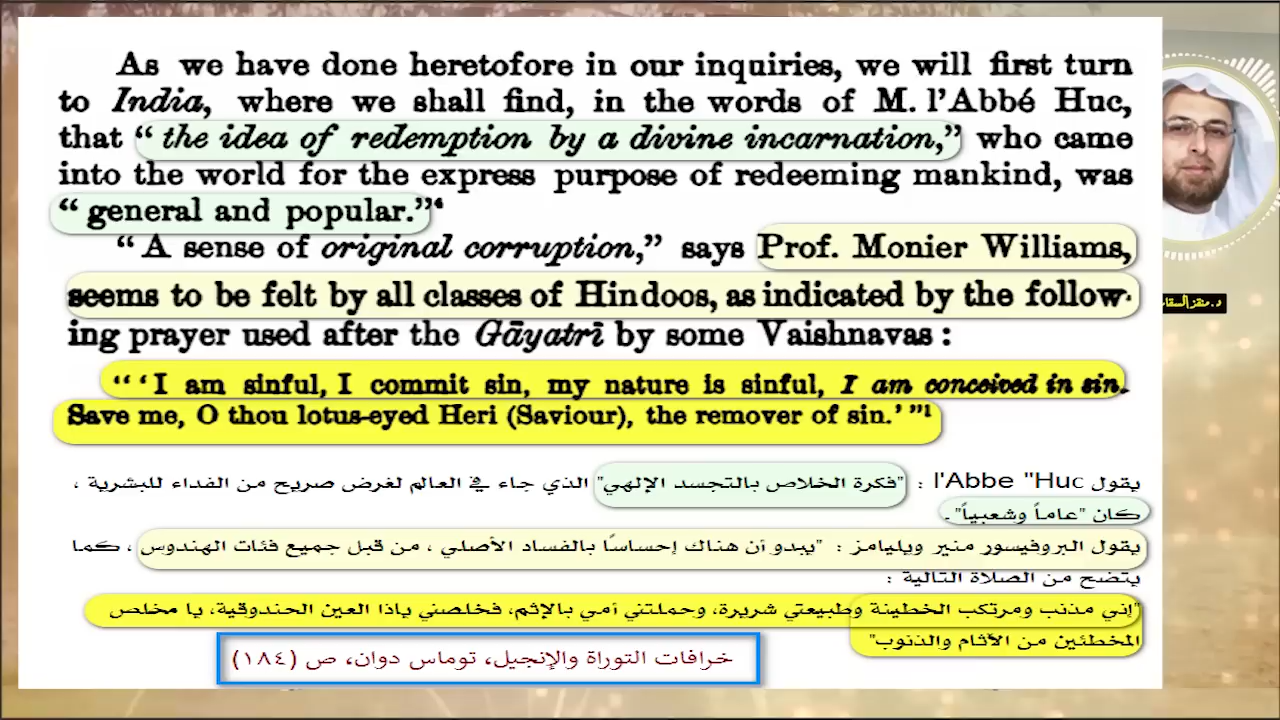 As we have done heretofore in our inquiries, we will first turn
to India, where we shall find, in the words of M. l'Abbé Huc,
that “ the idea of redemption by a divine incarnation,” who came
into the world for the express purpose of redeeming mankind, was
“ general and popular.”⁴
“ A sense of original corruption,” says Prof. Monier Williams,
seems to be felt by all classes of Hindoos, as indicated by the follow-
ing prayer used after the Gāyatrī by some Vaishnavas :
“ ‘ I am sinful, I commit sin, my nature is sinful, I am conceived in sin.
Save me, O thou lotus-eyed Heri (Saviour), the remover of sin.’ ”¹
يقول l'Abbe "Huc : "فكرة الخلاص بالتجسد الإلهي" الذي جاء في العالم لغرض صريح من الفداء للبشرية ،
كان "عاماً وشعبياً" .
يقول البروفيسور منير ويليامز : "يبدو أن هناك إحساسًا بالفساد الأصلي ، من قبل جميع فئات الهندوس ، كما
يتضح من الصلاة التالية :
"إني مذنب ومرتكب الخطيئة وطبيعتي شريرة، وحملتني أمي بالإثم، فخلصني ياذا العين الحندوقية، يا مخلص
المخطئين من الآثام والذنوب"
خرافات التوراة والإنجيل، توماس دوان، ص (١٨٤)
د. منقذ السقا